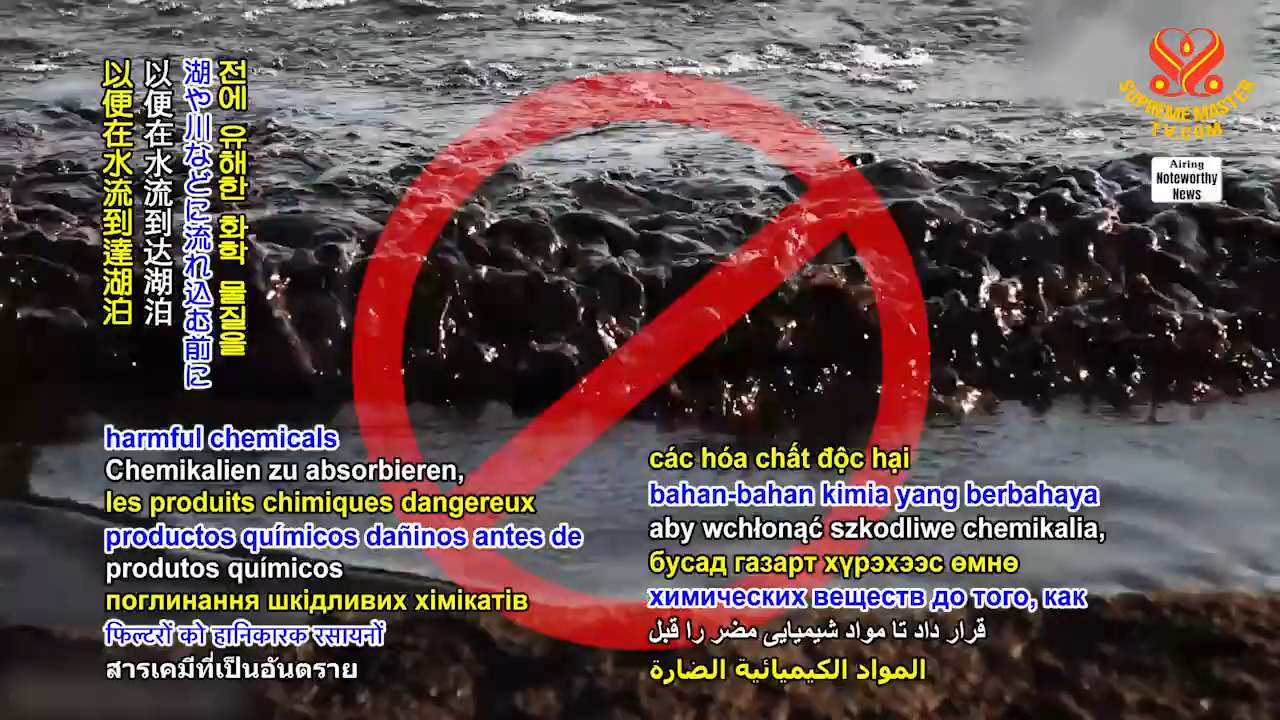 以便在水流到達湖泊
以便在水流到达湖泊
湖や川などに流れ込む前に
전에 유해한 화학 물질을
harmful chemicals
Chemikalien zu absorbieren,
les produits chimiques dangereux
productos químicos dañinos antes de
produtos químicos
поглинання шкідливих хімікатів
फिल्टरों को हानिकारक रसायनों
สารเคมีที่เป็นอันตราย
các hóa chất độc hại
bahan-bahan kimia yang berbahaya
aby wchłonąć szkodliwe chemikalia,
бусад газарт хүрэхээс өмнө
химических веществ до того, как
قرار داد تا مواد شیمیایی مضر را قبل
المواد الكيميائية الضارة
SUPREME MASTER
TV.COM
Airing
Noteworthy
News